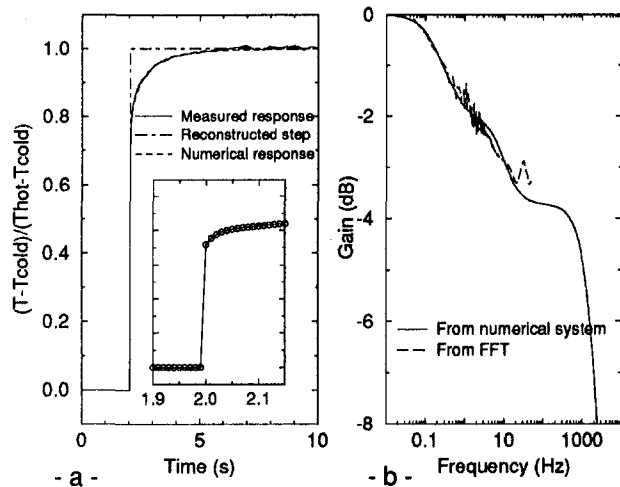 1.0
0.8
0.6
0.4
0.2
0.0
(T-Tcold)/(Thot-Tcold)
Measured response
Reconstructed step
Numerical response
1.9 2.0 2.1
0 5 10
Time (s)
- a -
-0
-2
-4
-6
-8
Gain (dB)
From numerical system
From FFT
0.1 10 1000
Frequency (Hz)
- b -